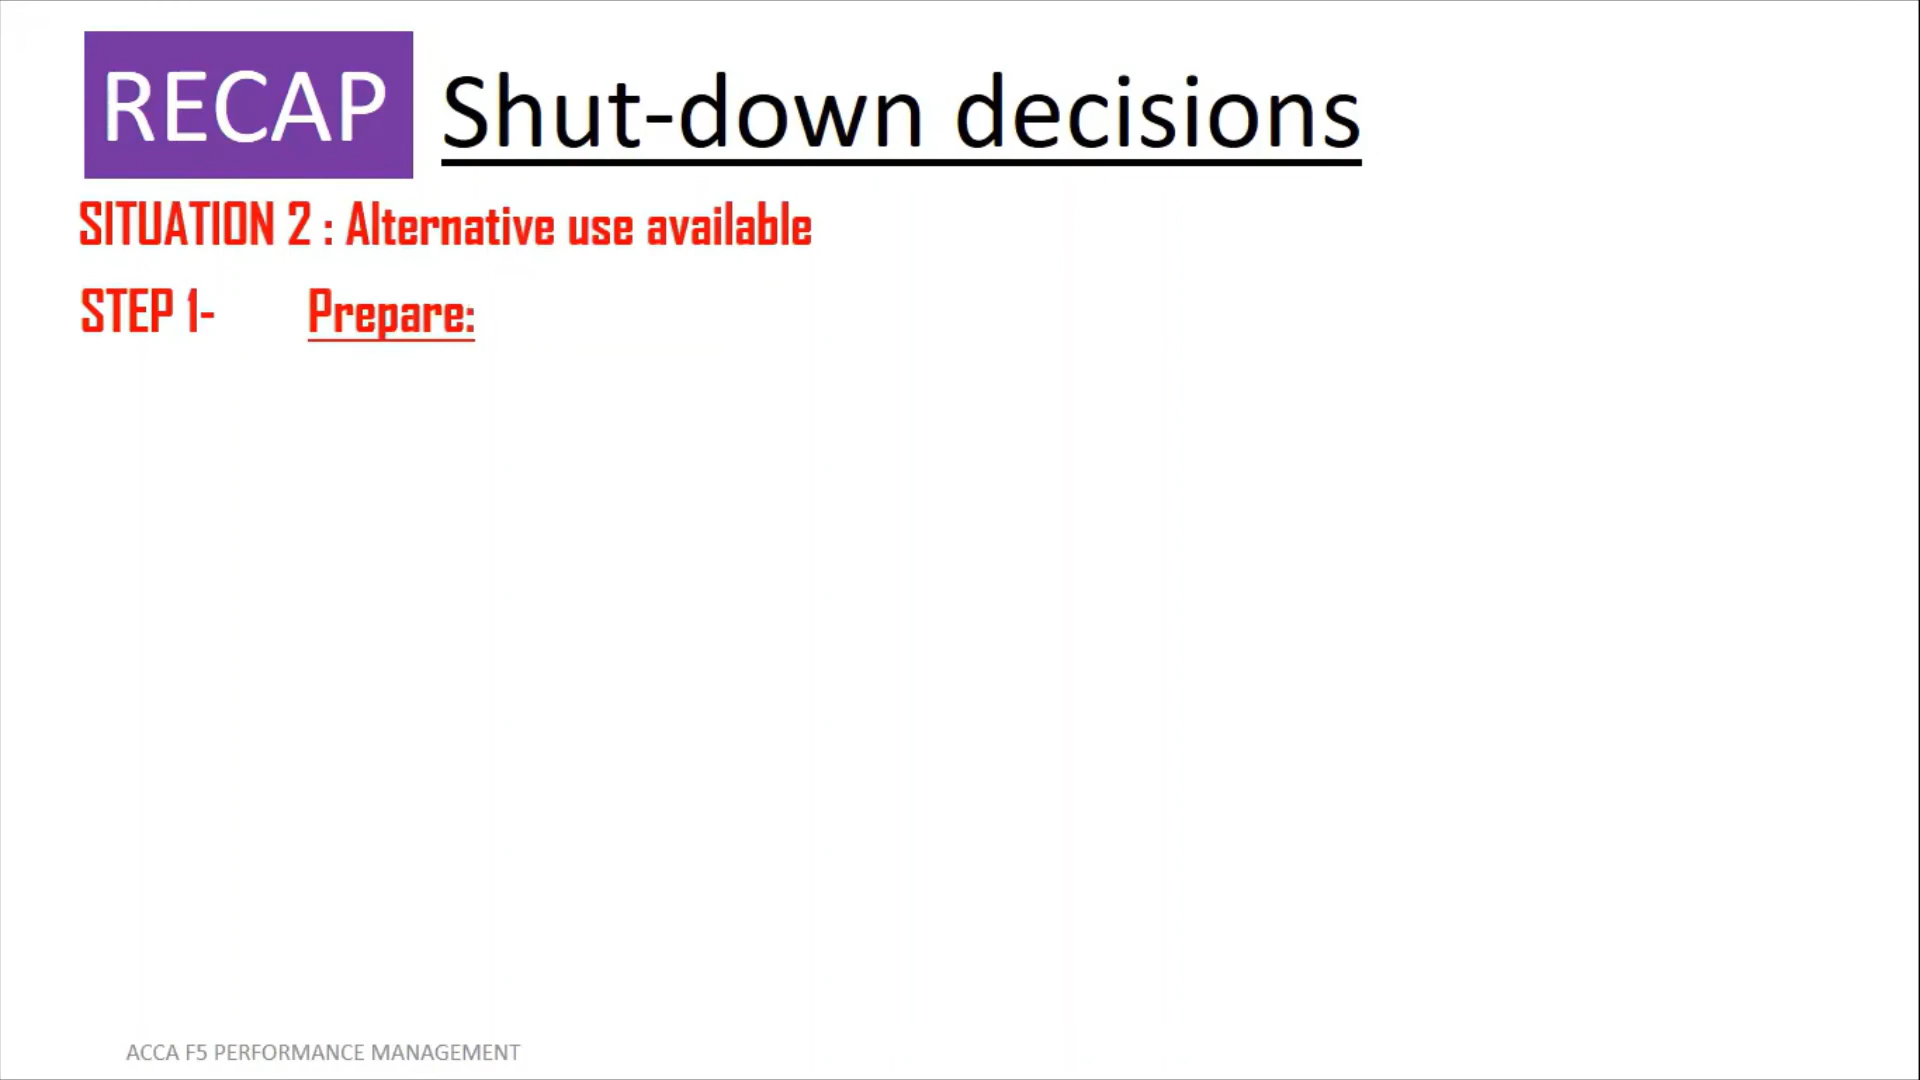 RECAP Shut-down decisions
SITUATION 2 : Alternative use available
STEP 1- Prepare:
ACCA F5 PERFORMANCE MANAGEMENT